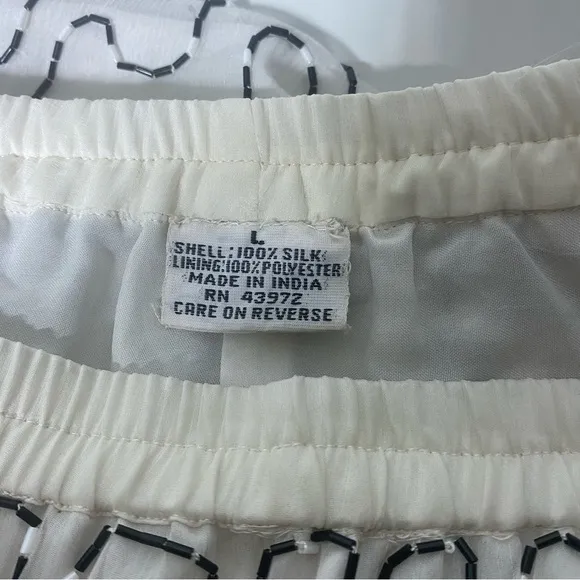 L.
SHELL:100% SILK
LINING:100% POLYESTER
MADE IN INDIA
RN 43972
CARE ON REVERSE